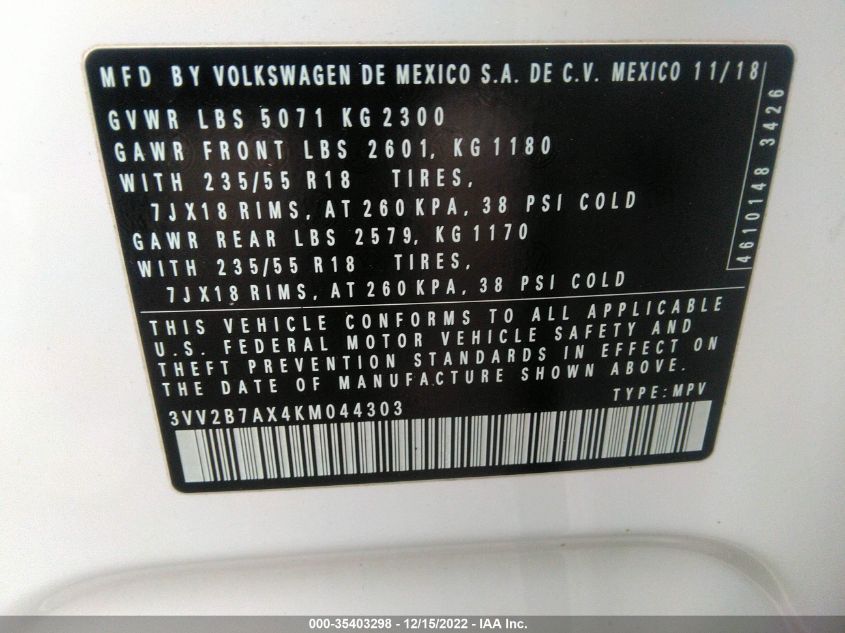 MFD BY VOLKSWAGEN DE MEXICO S.A. DE C.V. MEXICO 11/18
GVWR LBS 5071 KG 2300
GAWR FRONT LBS 2601, KG 1180
WITH 235/55 R18 TIRES,
7JX18 RIMS, AT 260 KPA, 38 PSI COLD
GAWR REAR LBS 2579, KG 1170
WITH 235/55 R18 TIRES,
7JX18 RIMS, AT 260 KPA, 38 PSI COLD
4610148 3426
THIS VEHICLE CONFORMS TO ALL APPLICABLE
U.S. FEDERAL MOTOR VEHICLE SAFETY AND
THEFT PREVENTION STANDARDS IN EFFECT ON
THE DATE OF MANUFACTURE SHOWN ABOVE.
3VV2B7AX4KM044303 TYPE: MPV
000-35403298 - 12/15/2022 - IAA Inc.